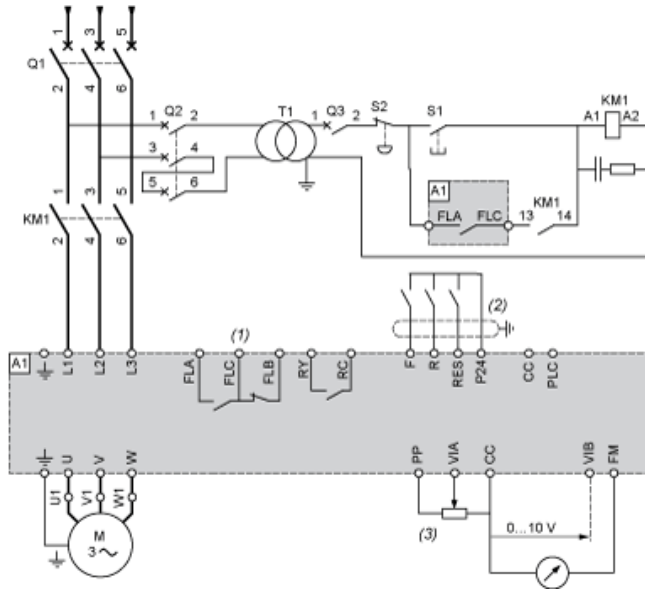 1 3 5
Q1
2 4 6
1 Q2 2 T1 1 Q3 2 S2 S1 KM1
A1 A2
3 4
5 6
A1
FLA FLC 13 KM1 14
1 3 5
KM1
2 4 6
(1) (2)
A1 L1 L2 L3 FLA FLC FLB RY RC F R RES P24 CC PLC
U V W PP VIA CC VIB FM
U1 V1 W1
(3) 0...10 V
M
3